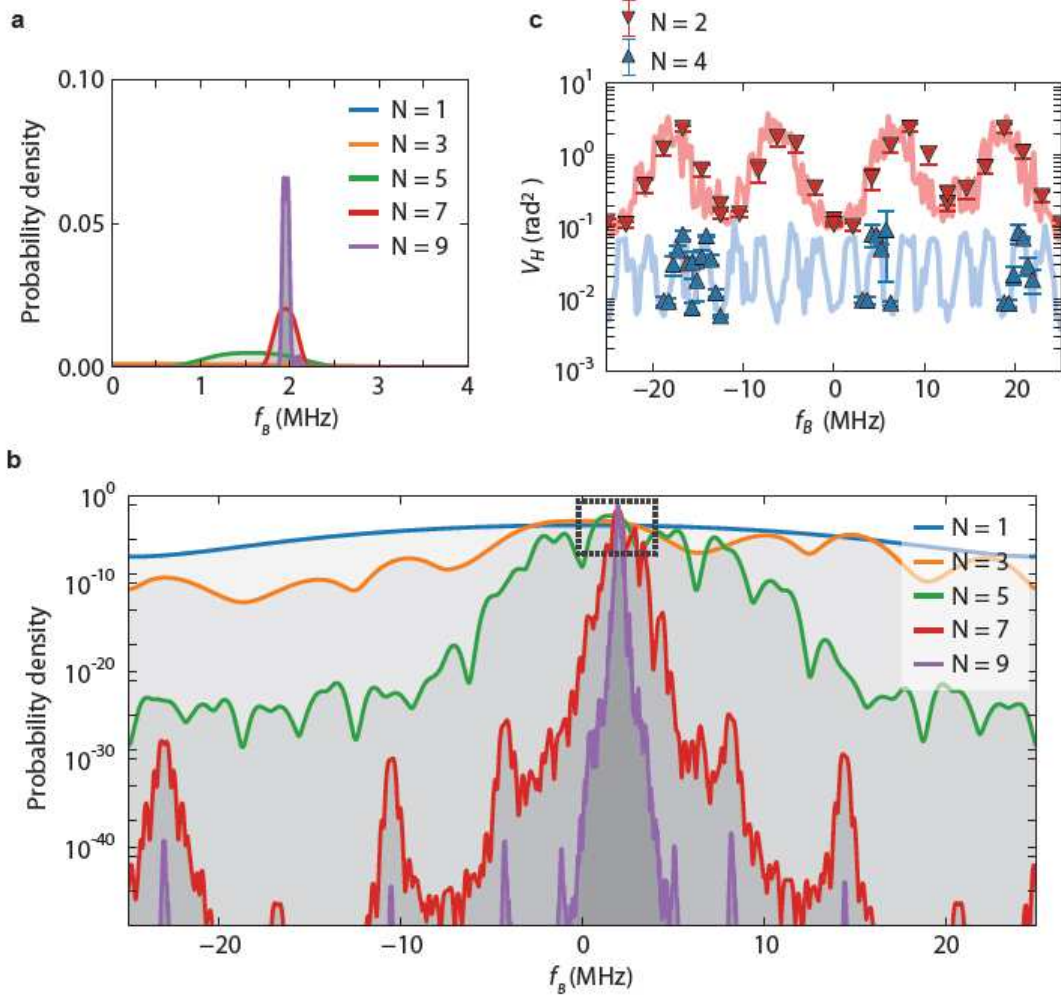 a
0.10
0.05
0.00
Probability density
N = 1
N = 3
N = 5
N = 7
N = 9
0 1 2 3 4
f_B (MHz)
c
N = 2
N = 4
10^1
10^0
10^-1
10^-2
10^-3
V_H (rad²)
−20 −10 0 10 20
f_B (MHz)
b
10^0
10^-10
10^-20
10^-30
10^-40
Probability density
N = 1
N = 3
N = 5
N = 7
N = 9
−20 −10 0 10 20
f_B (MHz)